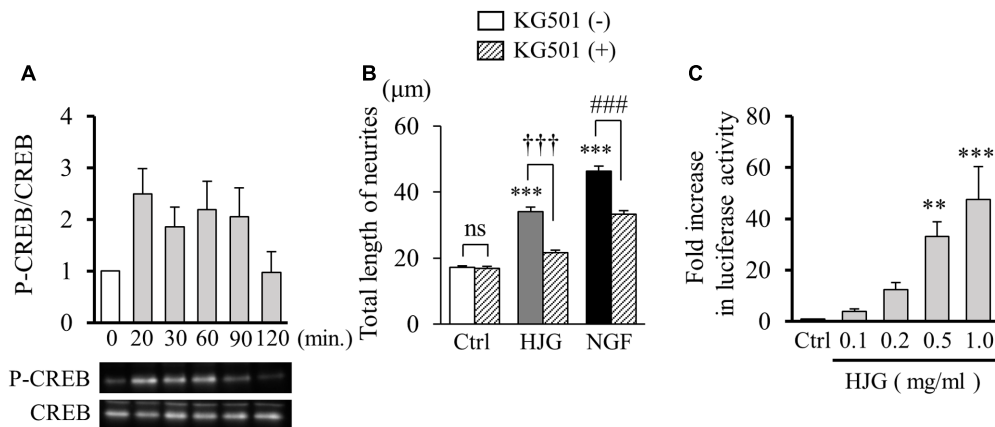 KG501 (-)
KG501 (+)
A
P-CREB/CREB
4
3
2
1
0
0 20 30 60 90 120 (min.)
P-CREB
CREB
B
(μm)
Total length of neurites
60
40
20
0
ns
***
†††
***
###
Ctrl HJG NGF
C
Fold increase
in luciferase activity
80
60
40
20
0
**
***
Ctrl 0.1 0.2 0.5 1.0
HJG ( mg/ml )